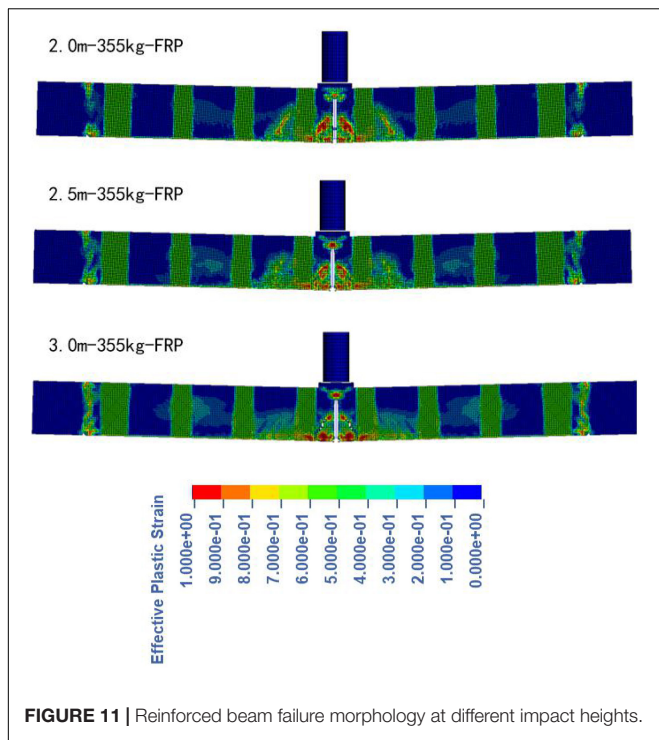 2.0m-355kg-FRP
2.5m-355kg-FRP
3.0m-355kg-FRP
Effective Plastic Strain
1.000e+00
9.000e-01
8.000e-01
7.000e-01
6.000e-01
5.000e-01
4.000e-01
3.000e-01
2.000e-01
1.000e-01
0.000e+00
FIGURE 11 | Reinforced beam failure morphology at different impact heights.